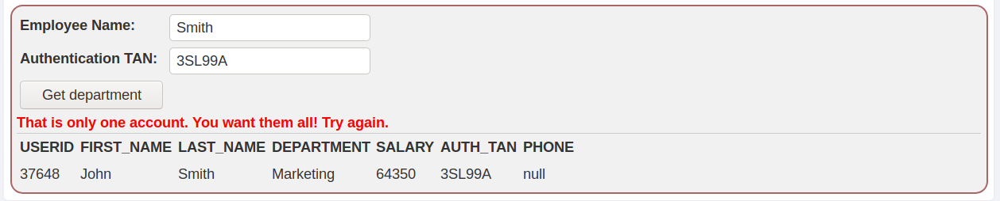 Employee Name: Smith
Authentication TAN: 3SL99A
Get department
That is only one account. You want them all! Try again.
USERID FIRST_NAME LAST_NAME DEPARTMENT SALARY AUTH_TAN PHONE
37648 John Smith Marketing 64350 3SL99A null